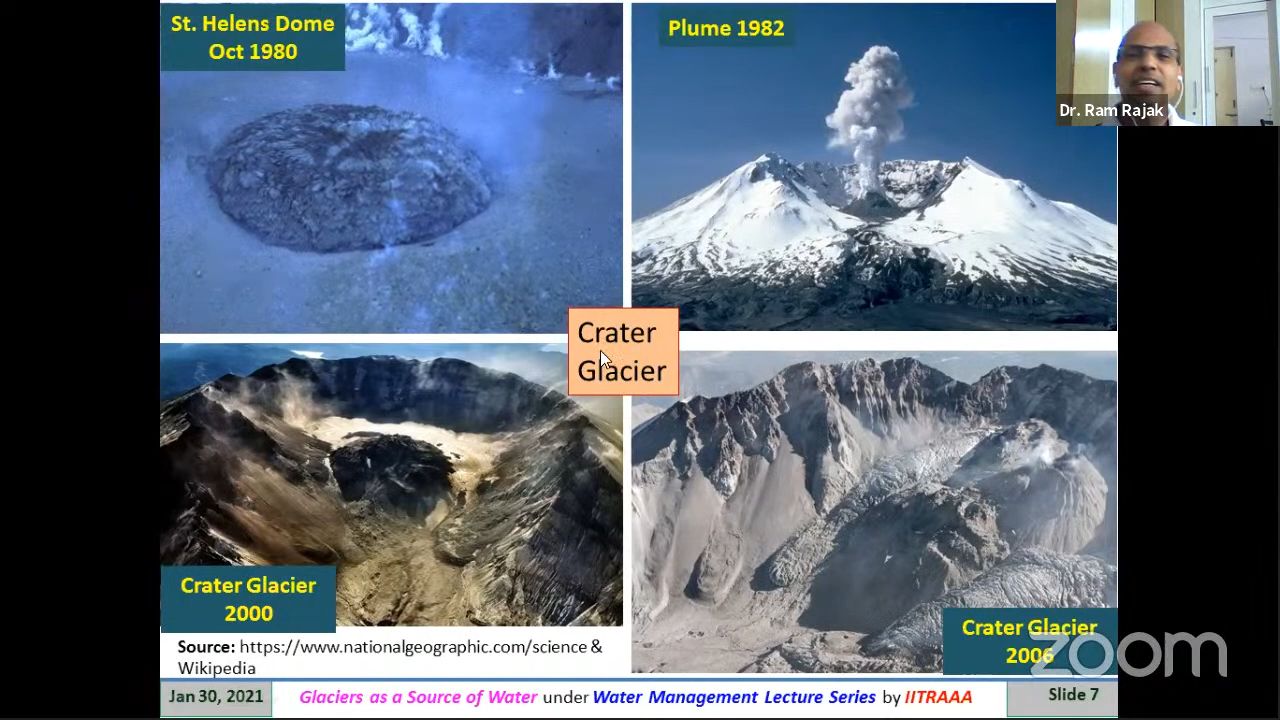 St. Helens Dome
Oct 1980
Plume 1982
Dr. Ram Rajak
Crater
Glacier
Crater Glacier
2000
Crater Glacier
2006
zoom
Source: https://www.nationalgeographic.com/science &
Wikipedia
Jan 30, 2021
Glaciers as a Source of Water under Water Management Lecture Series by IITRAAA
Slide 7